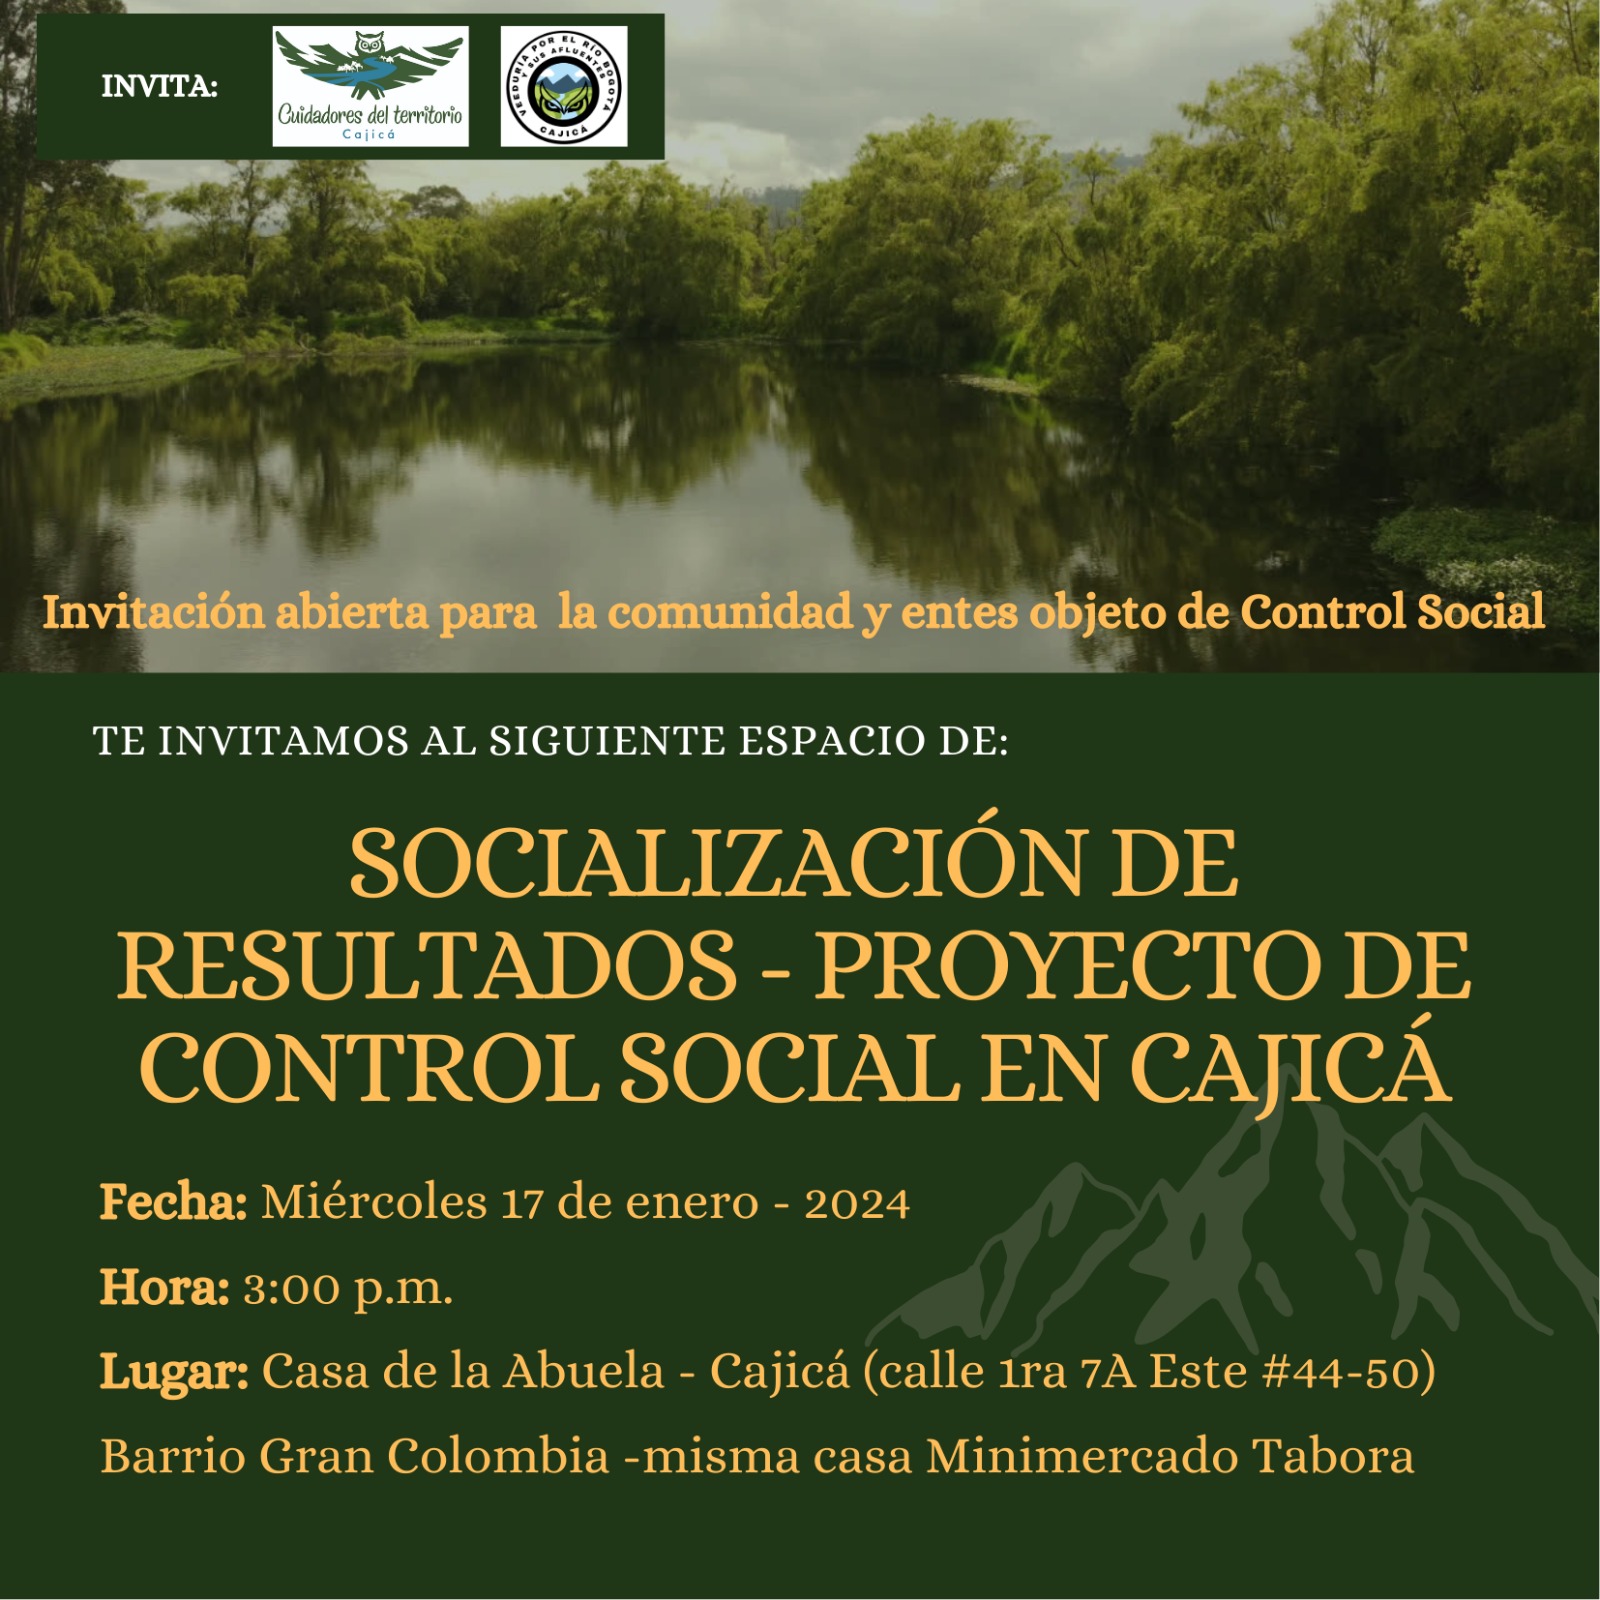 INVITA:
Cuidadores del territorio
Cajicá
VEEDURÍA POR EL RÍO BOGOTA
Y SUS AFLUENTES
CAJICÁ
Invitación abierta para la comunidad y entes objeto de Control Social
TE INVITAMOS AL SIGUIENTE ESPACIO DE:
SOCIALIZACIÓN DE
RESULTADOS - PROYECTO DE
CONTROL SOCIAL EN CAJICÁ
Fecha: Miércoles 17 de enero - 2024
Hora: 3:00 p.m.
Lugar: Casa de la Abuela - Cajicá (calle 1ra 7A Este #44-50)
Barrio Gran Colombia -misma casa Minimercado Tabora